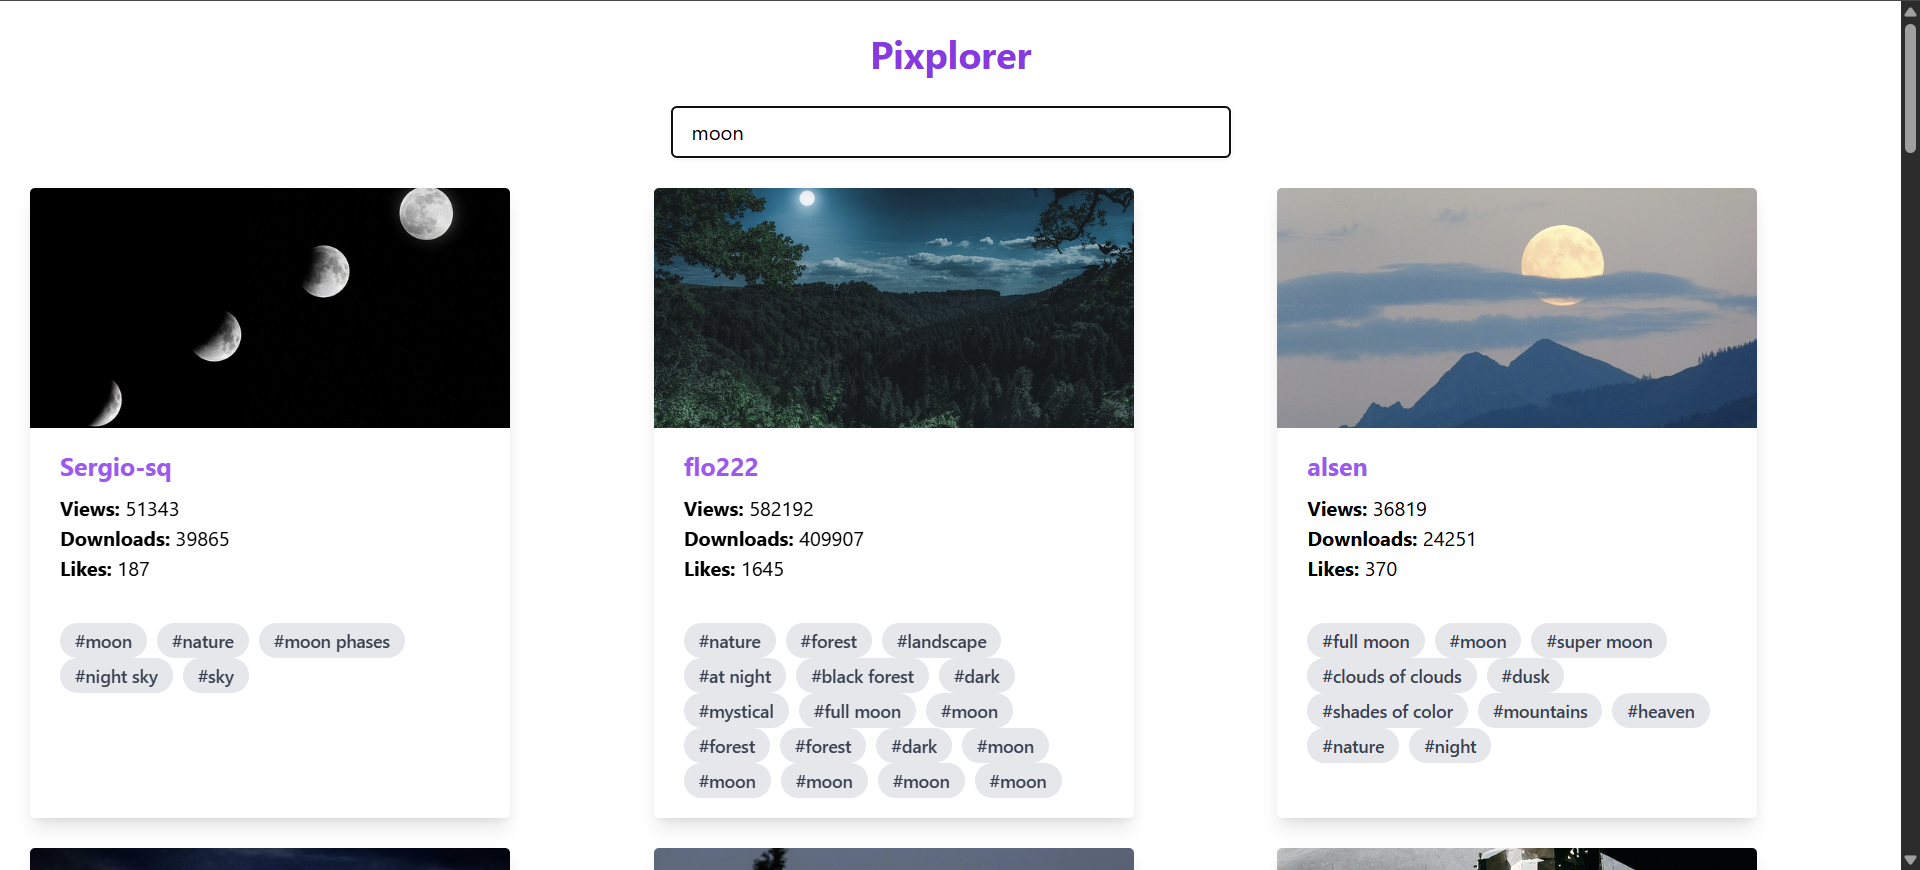 Pixplorer
moon
Sergio-sq
Views: 51343
Downloads: 39865
Likes: 187
#moon #nature #moon phases
#night sky #sky
flo222
Views: 582192
Downloads: 409907
Likes: 1645
#nature #forest #landscape
#at night #black forest #dark
#mystical #full moon #moon
#forest #forest #dark #moon
#moon #moon #moon #moon
alsen
Views: 36819
Downloads: 24251
Likes: 370
#full moon #moon #super moon
#clouds of clouds #dusk
#shades of color #mountains #heaven
#nature #night